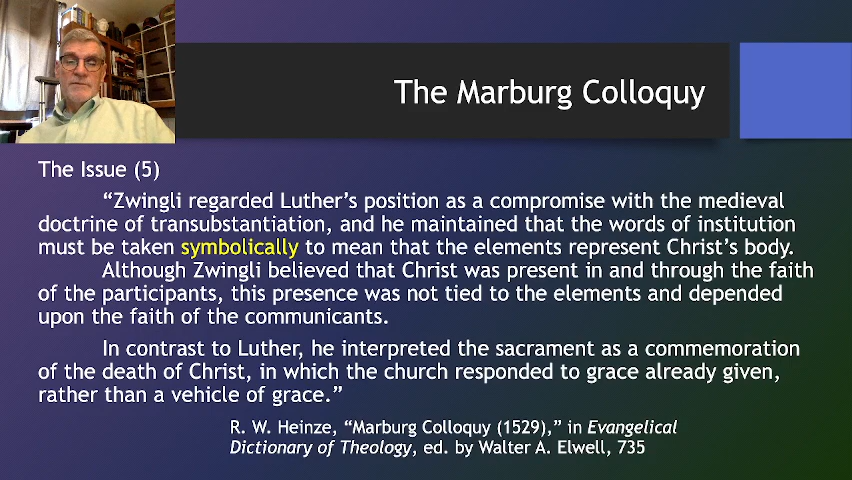 The Marburg Colloquy
The Issue (5)
“Zwingli regarded Luther’s position as a compromise with the medieval
doctrine of transubstantiation, and he maintained that the words of institution
must be taken symbolically to mean that the elements represent Christ’s body.
Although Zwingli believed that Christ was present in and through the faith
of the participants, this presence was not tied to the elements and depended
upon the faith of the communicants.
In contrast to Luther, he interpreted the sacrament as a commemoration
of the death of Christ, in which the church responded to grace already given,
rather than a vehicle of grace.”
R. W. Heinze, “Marburg Colloquy (1529),” in Evangelical
Dictionary of Theology, ed. by Walter A. Elwell, 735